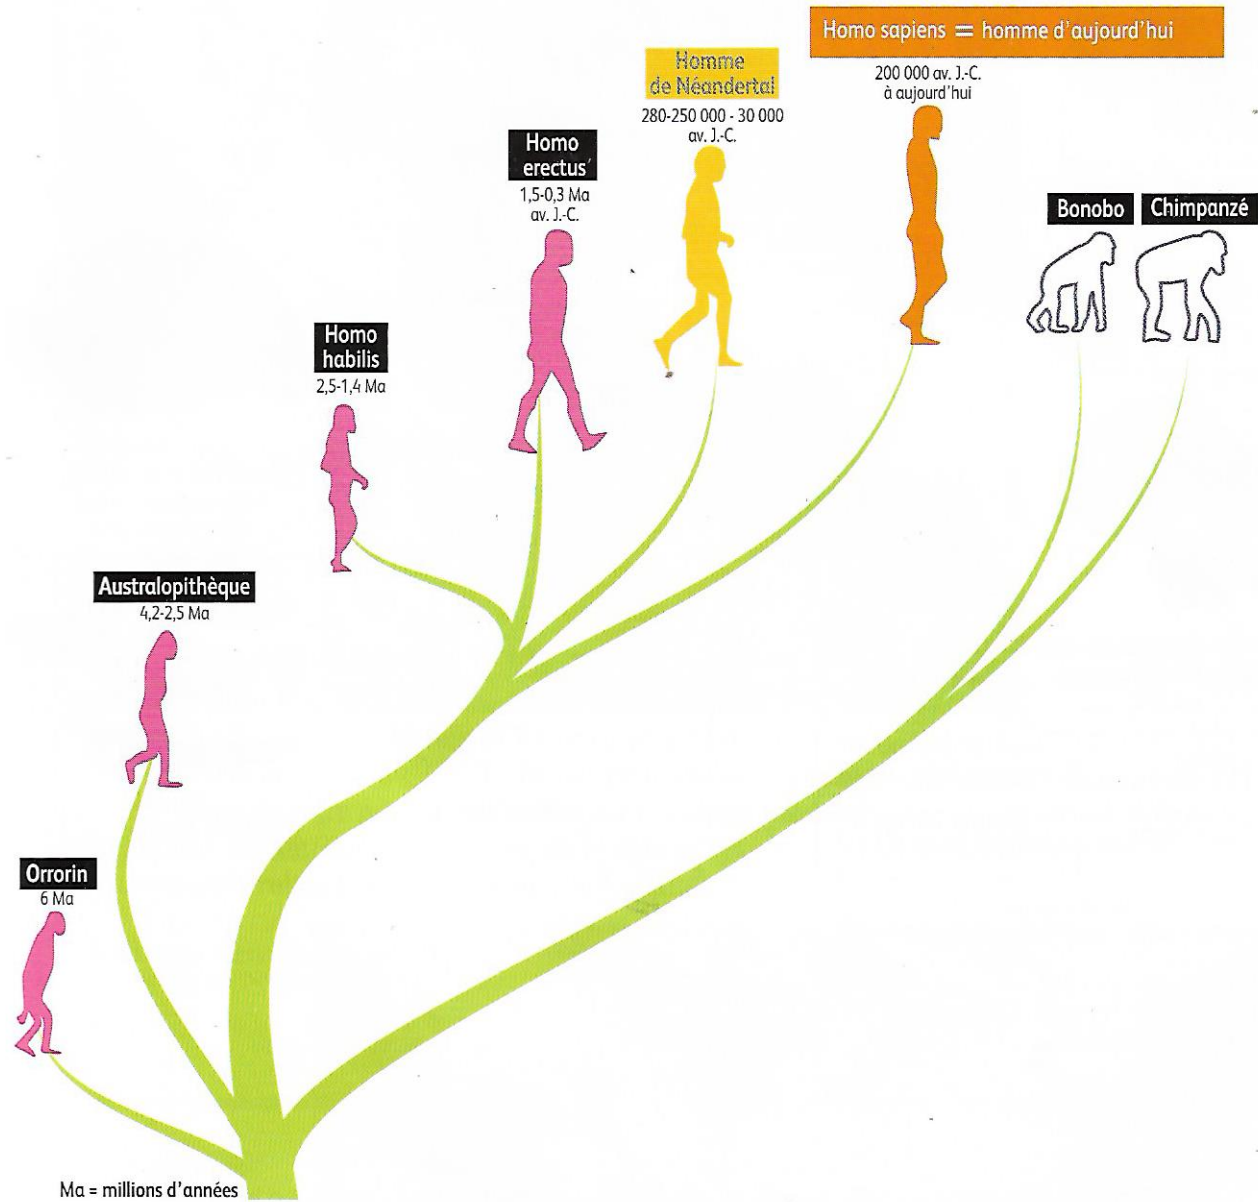 Homo sapiens = homme d'aujourd'hui
200 000 av. J.-C.
à aujourd'hui
Homme
de Néandertal
280-250 000 - 30 000
av. J.-C.
Homo
erectus
1,5-0,3 Ma
av. J.-C.
Bonobo
Chimpanzé
Homo
habilis
2,5-1,4 Ma
Australopithèque
4,2-2,5 Ma
Orrorin
6 Ma
Ma = millions d'années